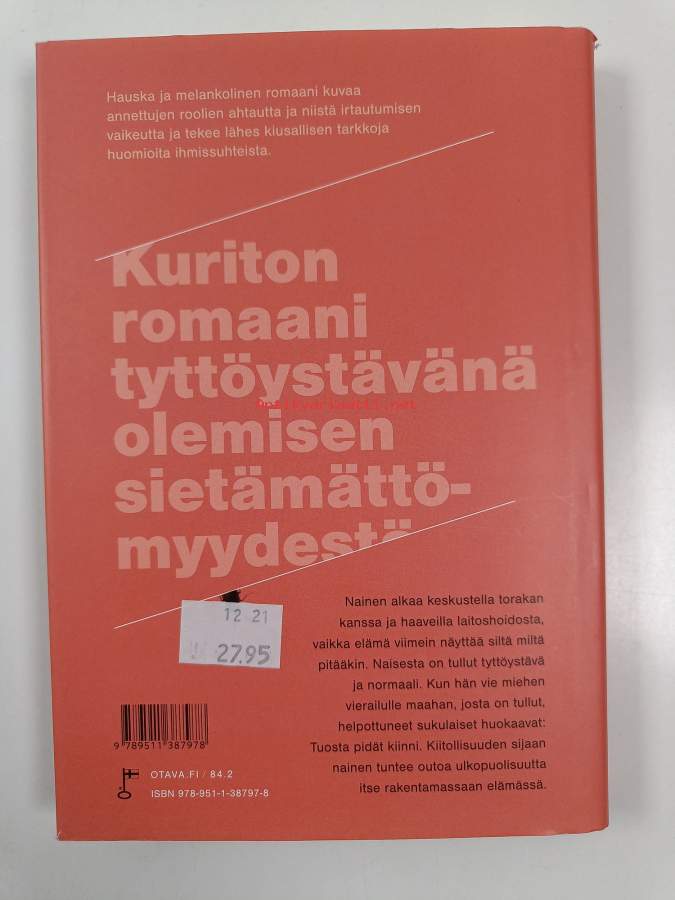 Hauska ja melankolinen romaani kuvaa
annettujen roolien ahtautta ja niistä irtautumisen
vaikeutta ja tekee lähes kiusallisen tarkkoja
huomioita ihmissuhteista.
Kuriton
romaani
tyttöystävänä
Antikvariaatti.net
olemisen
sietämättö-
myydestä
Nainen alkaa keskustella torakan
kanssa ja haaveilla laitoshoidosta,
vaikka elämä viimein näyttää siltä miltä
pitääkin. Naisesta on tullut tyttöystävä
ja normaali. Kun hän vie miehen
vierailulle maahan, josta on tullut,
helpottuneet sukulaiset huokaavat:
Tuosta pidät kiinni. Kiitollisuuden sijaan
nainen tuntee outoa ulkopuolisuutta
itse rakentamassaan elämässä.
12 21
27.95
9 789511 387978
OTAVA.FI / 84.2
ISBN 978-951-1-38797-8